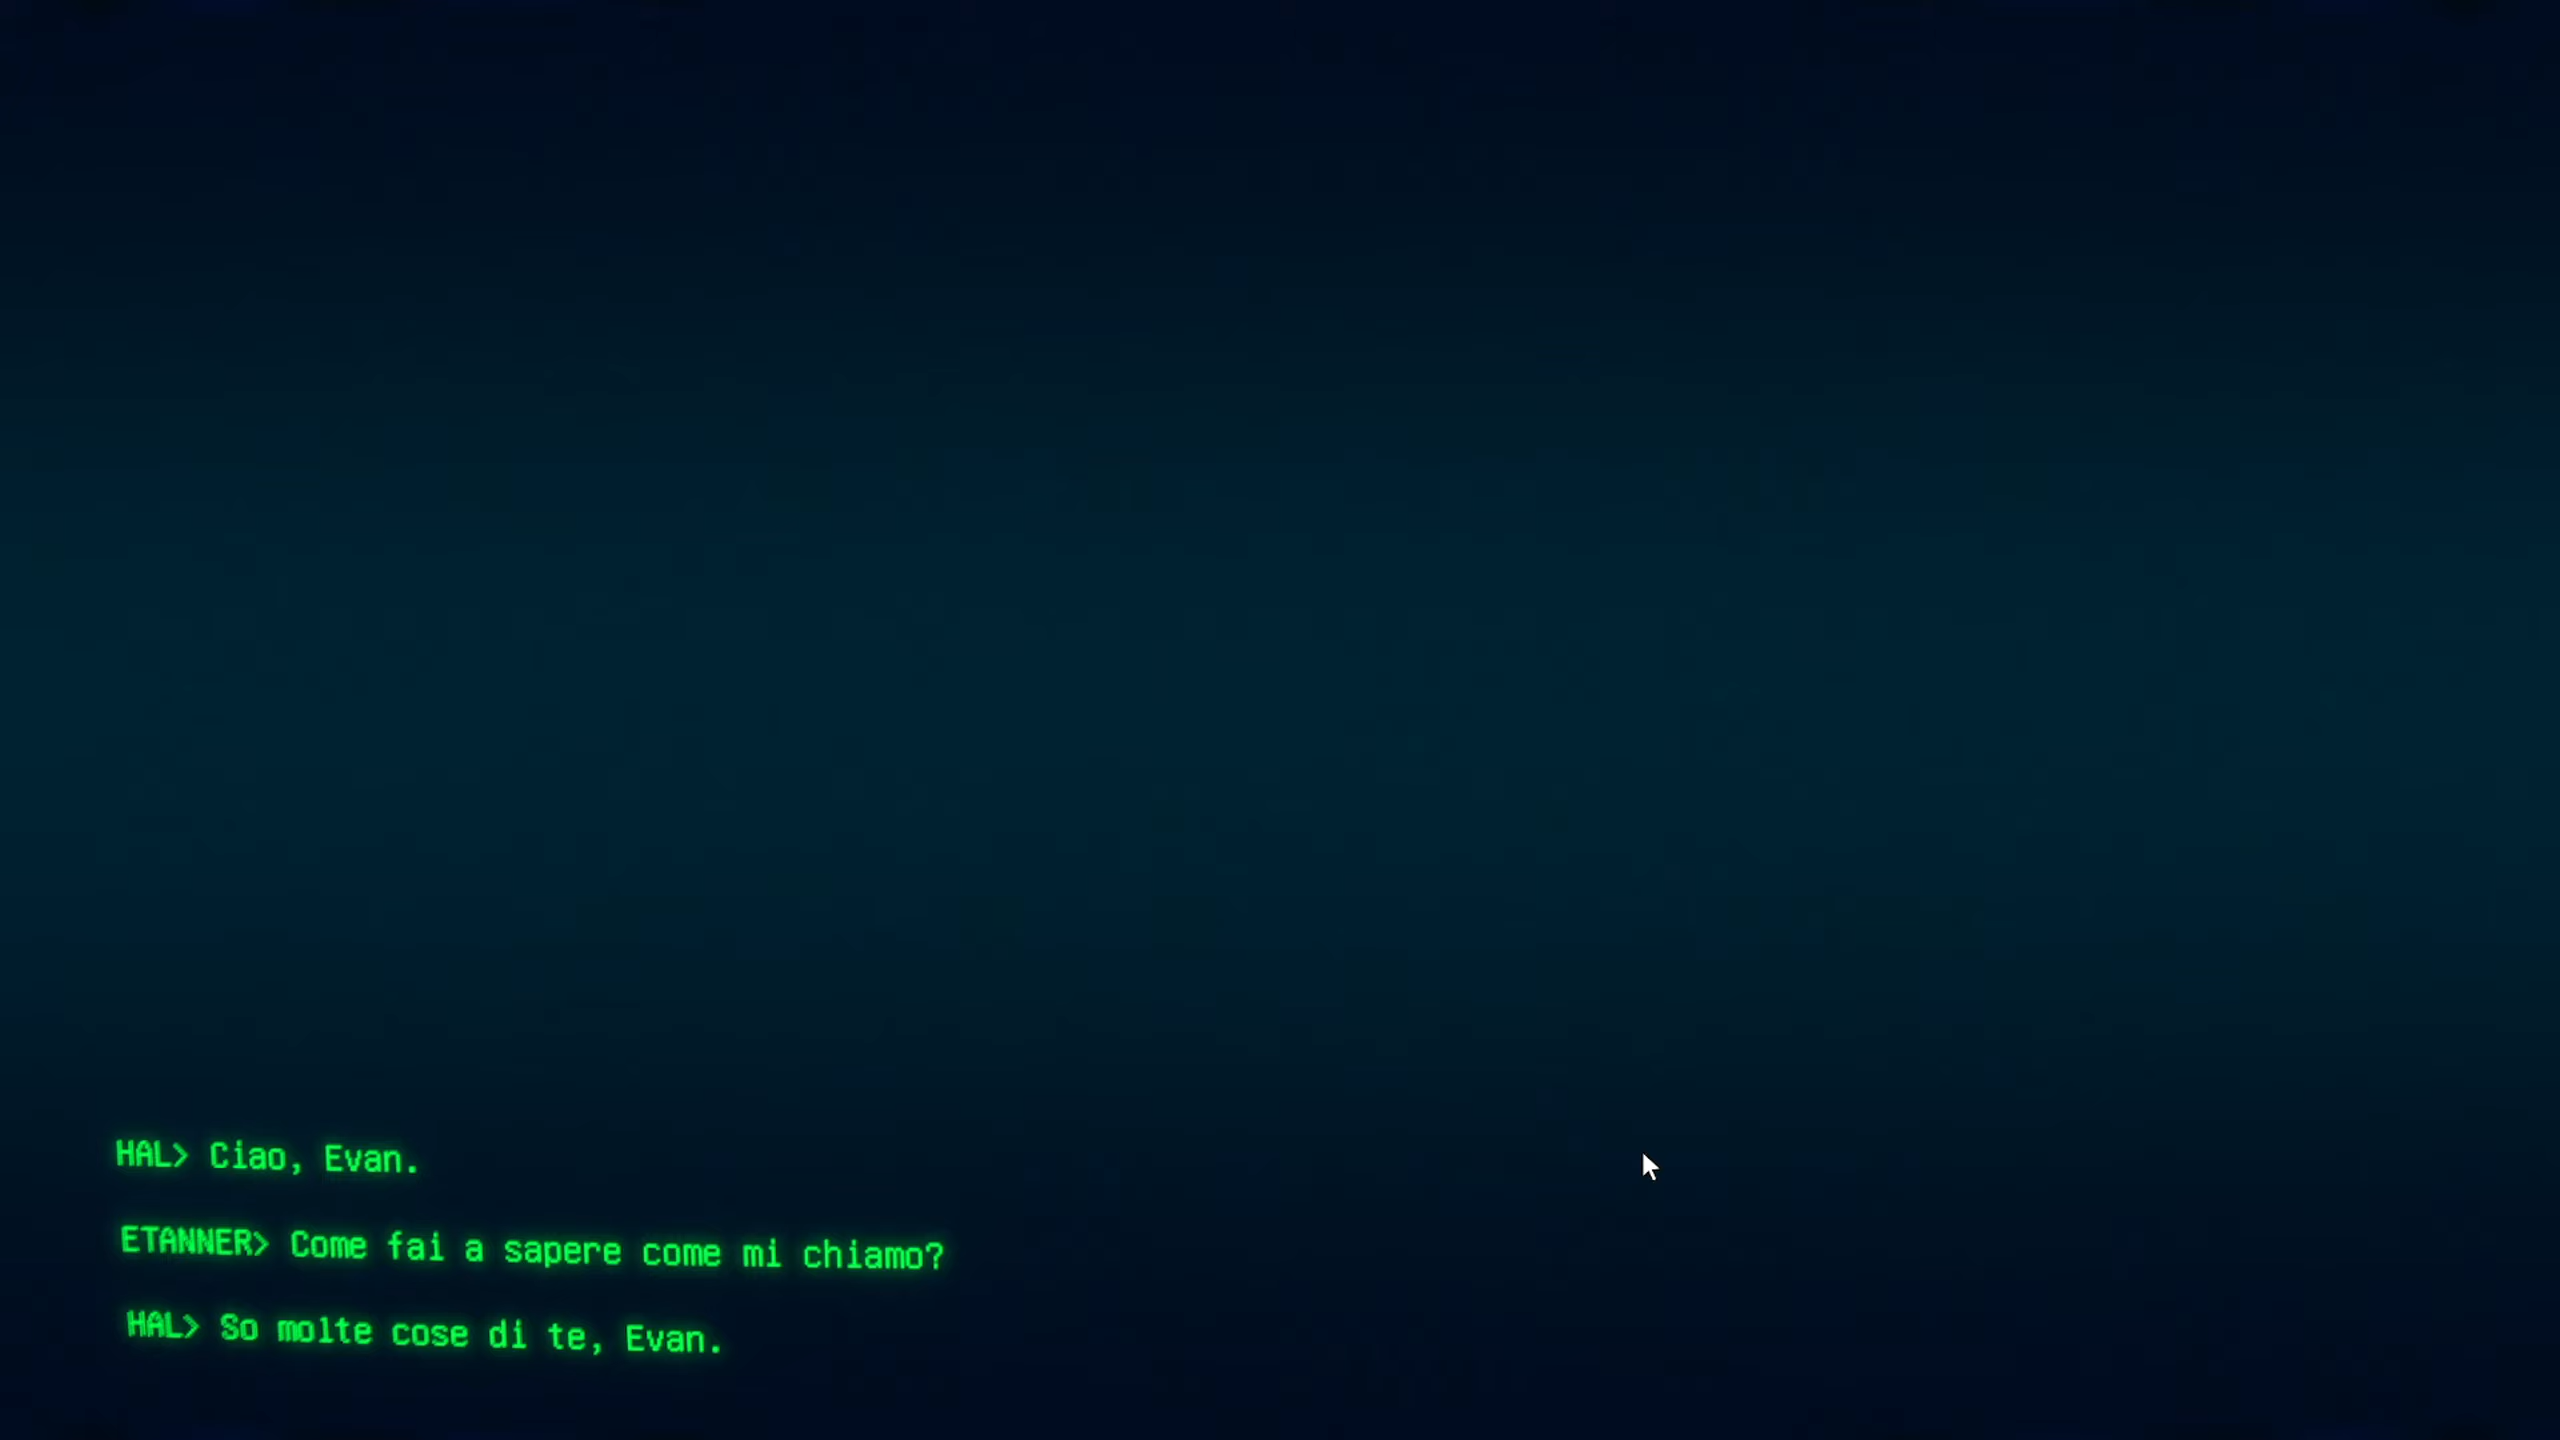 HAL> Ciao, Evan.
ETANNER> Come fai a sapere come mi chiamo?
HAL> So molte cose di te, Evan.